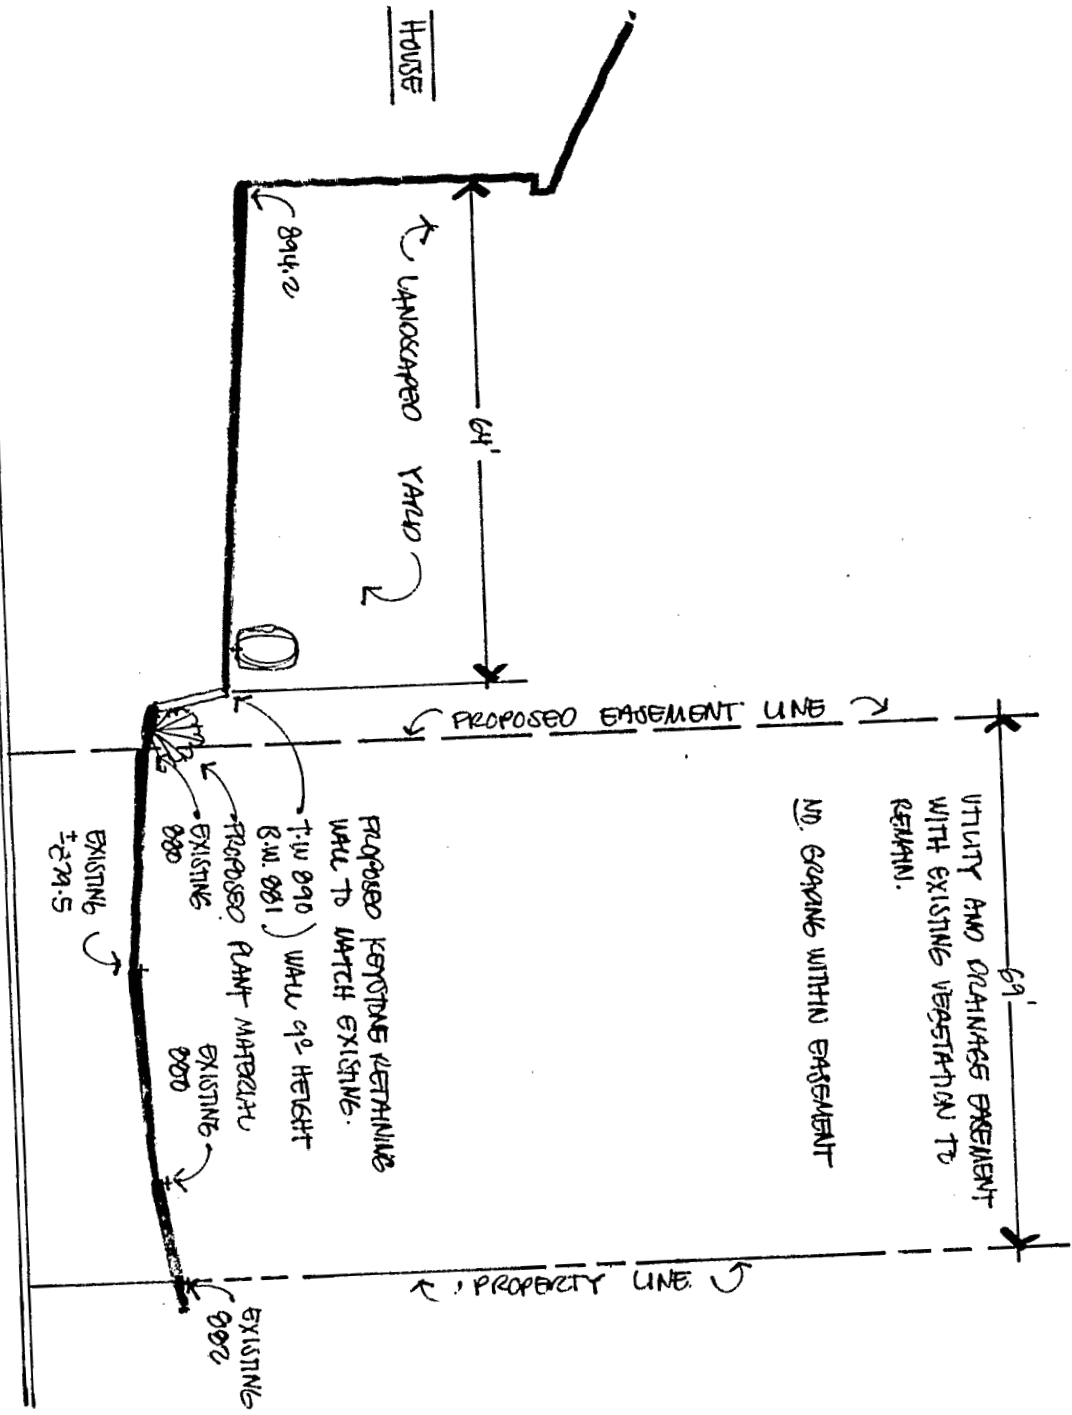 HOUSE
894.2
LANDSCAPED YARD
64'
PROPOSED EASEMENT LINE
69'
UTILITY AND DRAINAGE EASEMENT
WITH EXISTING VEGETATION TO
REMAIN.
NO. GRADING WITHIN EASEMENT
PROPOSED KEYSTONE RETAINING
WALL TO MATCH EXISTING.
T.W 890
B.W. 881) WALL 9º HEIGHT
PROPOSED PLANT MATERIAL
EXISTING
880
EXISTING
±879.5
EXISTING
880
PROPERTY LINE
EXISTING
882